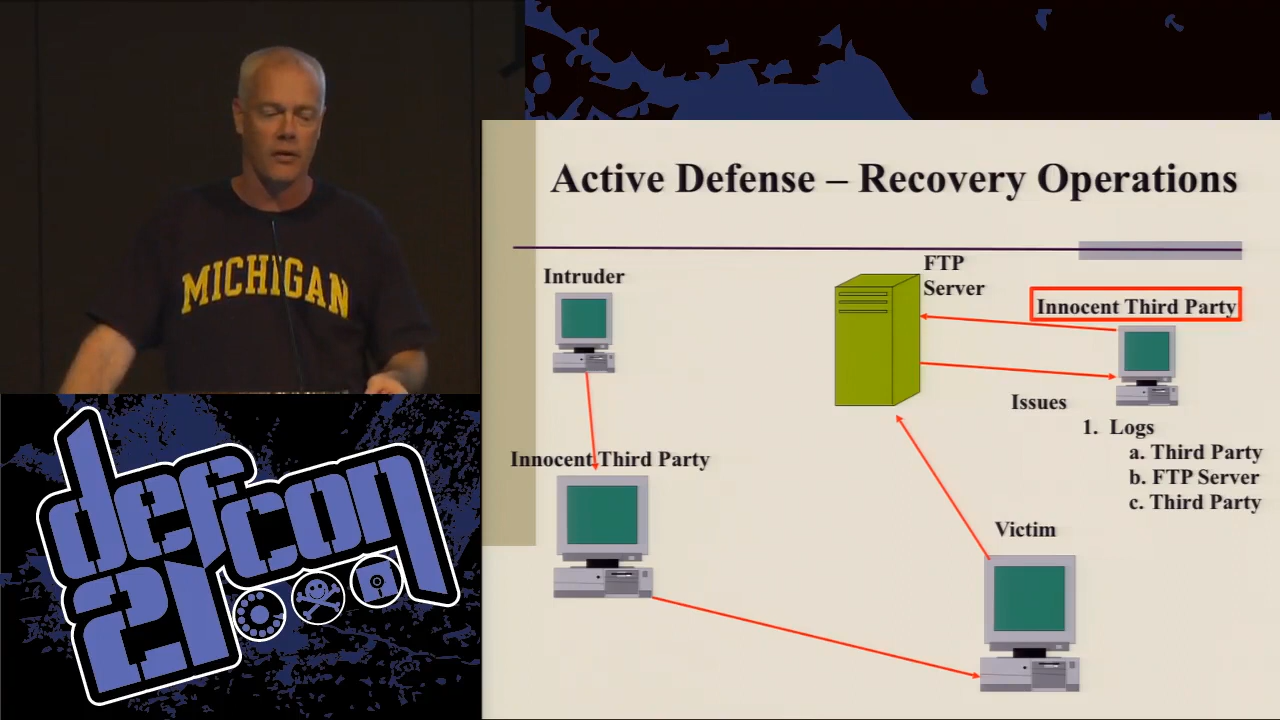 MICHIGAN
Active Defense – Recovery Operations
Intruder
FTP
Server
Innocent Third Party
Issues
1. Logs
a. Third Party
b. FTP Server
c. Third Party
Innocent Third Party
Victim
defcon
21